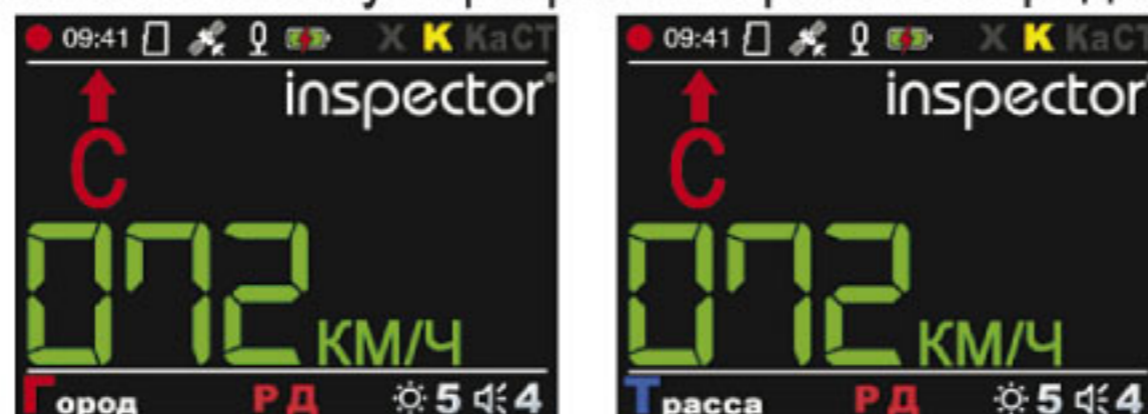 09:41 X K КаСТ
inspector
С
072 КМ/Ч
Город РД 5 4
09:41 X K КаСТ
inspector
С
072 КМ/Ч
Трасса РД 5 4